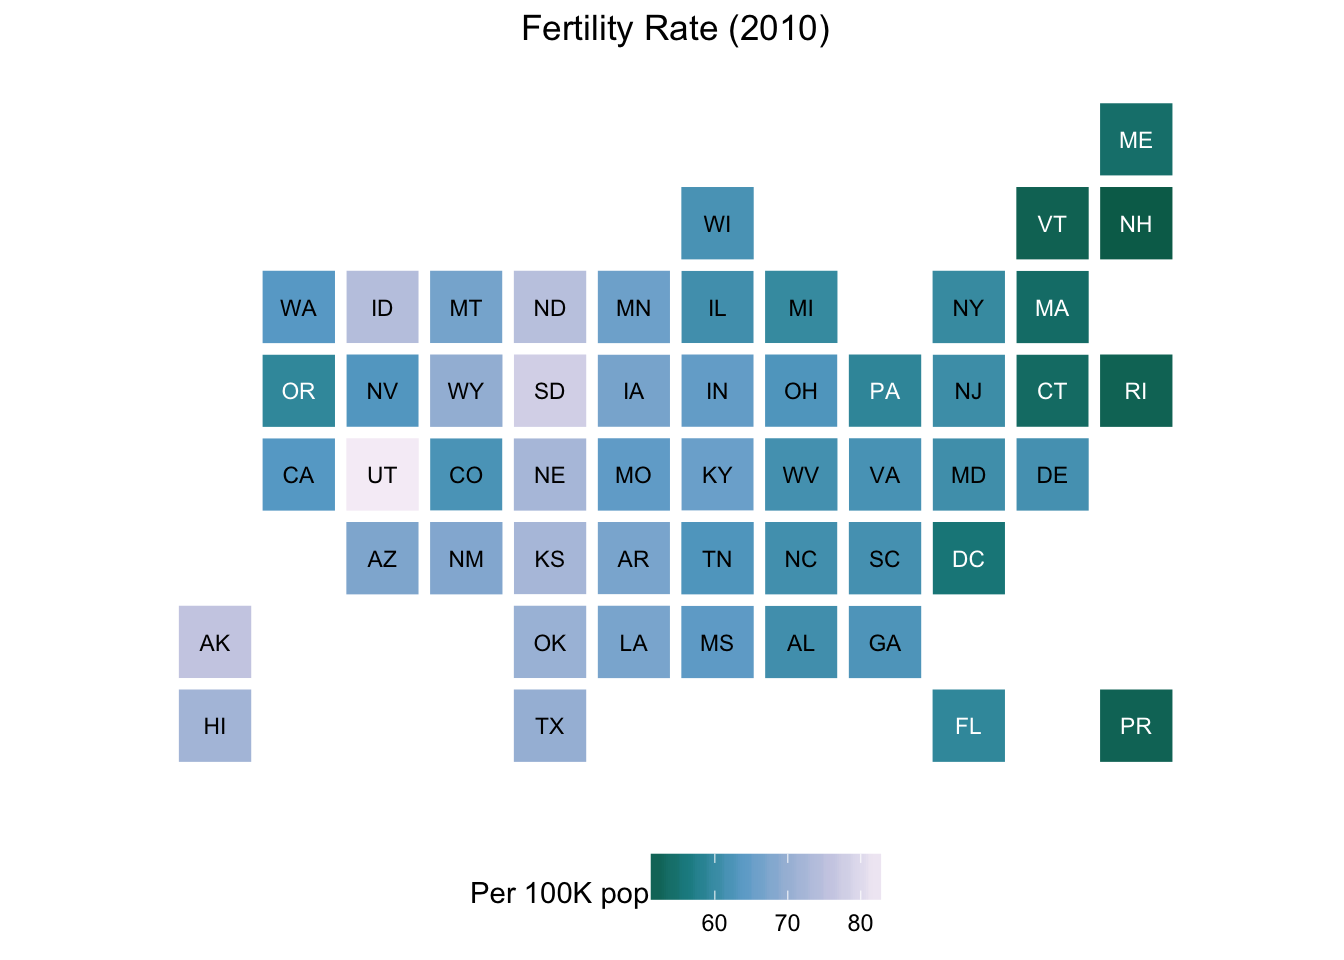 Fertility Rate (2010)
ME
WI VT NH
WA ID MT ND MN IL MI NY MA
OR NV WY SD IA IN OH PA NJ CT RI
CA UT CO NE MO KY WV VA MD DE
AZ NM KS AR TN NC SC DC
AK OK LA MS AL GA
HI TX FL PR
Per 100K pop
60 70 80